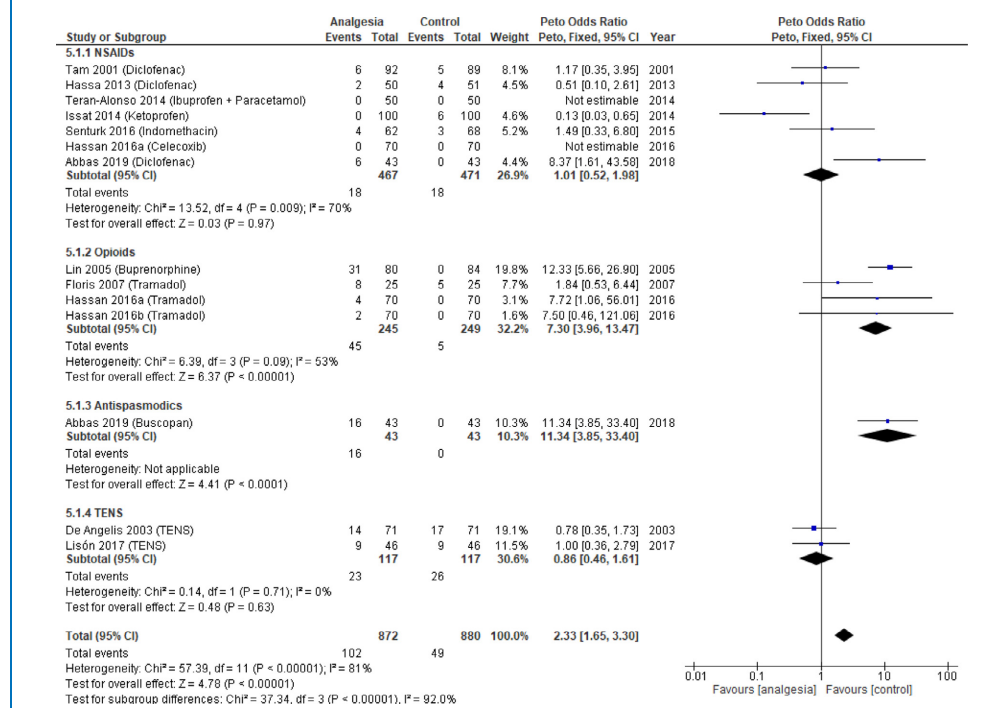 Analgesia Control Peto Odds Ratio Peto Odds Ratio
Study or Subgroup Events Total Events Total Weight Peto, Fixed, 95% CI Year Peto, Fixed, 95% CI
5.1.1 NSAIDs
Tam 2001 (Diclofenac) 6 92 5 89 8.1% 1.17 [0.35, 3.95] 2001
Hassa 2013 (Diclofenac) 2 50 4 51 4.5% 0.51 [0.10, 2.61] 2013
Teran-Alonso 2014 (Ibuprofen + Paracetamol) 0 50 0 50 Not estimable 2014
Issat 2014 (Ketoprofen) 0 100 6 100 4.6% 0.13 [0.03, 0.65] 2014
Senturk 2016 (Indomethacin) 4 62 3 68 5.2% 1.49 [0.33, 6.80] 2015
Hassan 2016a (Celecoxib) 0 70 0 70 Not estimable 2016
Abbas 2019 (Diclofenac) 6 43 0 43 4.4% 8.37 [1.61, 43.58] 2018
Subtotal (95% CI) 467 471 26.9% 1.01 [0.52, 1.98]
Total events 18 18
Heterogeneity: Chi² = 13.52, df = 4 (P = 0.009); I² = 70%
Test for overall effect: Z = 0.03 (P = 0.97)
5.1.2 Opioids
Lin 2005 (Buprenorphine) 31 80 0 84 19.8% 12.33 [5.66, 26.90] 2005
Floris 2007 (Tramadol) 8 25 5 25 7.7% 1.84 [0.53, 6.44] 2007
Hassan 2016a (Tramadol) 4 70 0 70 3.1% 7.72 [1.06, 56.01] 2016
Hassan 2016b (Tramadol) 2 70 0 70 1.6% 7.50 [0.46, 121.06] 2016
Subtotal (95% CI) 245 249 32.2% 7.30 [3.96, 13.47]
Total events 45 5
Heterogeneity: Chi² = 6.39, df = 3 (P = 0.09); I² = 53%
Test for overall effect: Z = 6.37 (P < 0.00001)
5.1.3 Antispasmodics
Abbas 2019 (Buscopan) 16 43 0 43 10.3% 11.34 [3.85, 33.40] 2018
Subtotal (95% CI) 43 43 10.3% 11.34 [3.85, 33.40]
Total events 16 0
Heterogeneity: Not applicable
Test for overall effect: Z = 4.41 (P < 0.0001)
5.1.4 TENS
De Angelis 2003 (TENS) 14 71 17 71 19.1% 0.78 [0.35, 1.73] 2003
Lisón 2017 (TENS) 9 46 9 46 11.5% 1.00 [0.36, 2.79] 2017
Subtotal (95% CI) 117 117 30.6% 0.86 [0.46, 1.61]
Total events 23 26
Heterogeneity: Chi² = 0.14, df = 1 (P = 0.71); I² = 0%
Test for overall effect: Z = 0.48 (P = 0.63)
Total (95% CI) 872 880 100.0% 2.33 [1.65, 3.30]
Total events 102 49
Heterogeneity: Chi² = 57.39, df = 11 (P < 0.00001); I² = 81%
Test for overall effect: Z = 4.78 (P < 0.00001)
Test for subgroup differences: Chi² = 37.34, df = 3 (P < 0.00001), I² = 92.0%
0.01 0.1 1 10 100
Favours [analgesia] Favours [control]